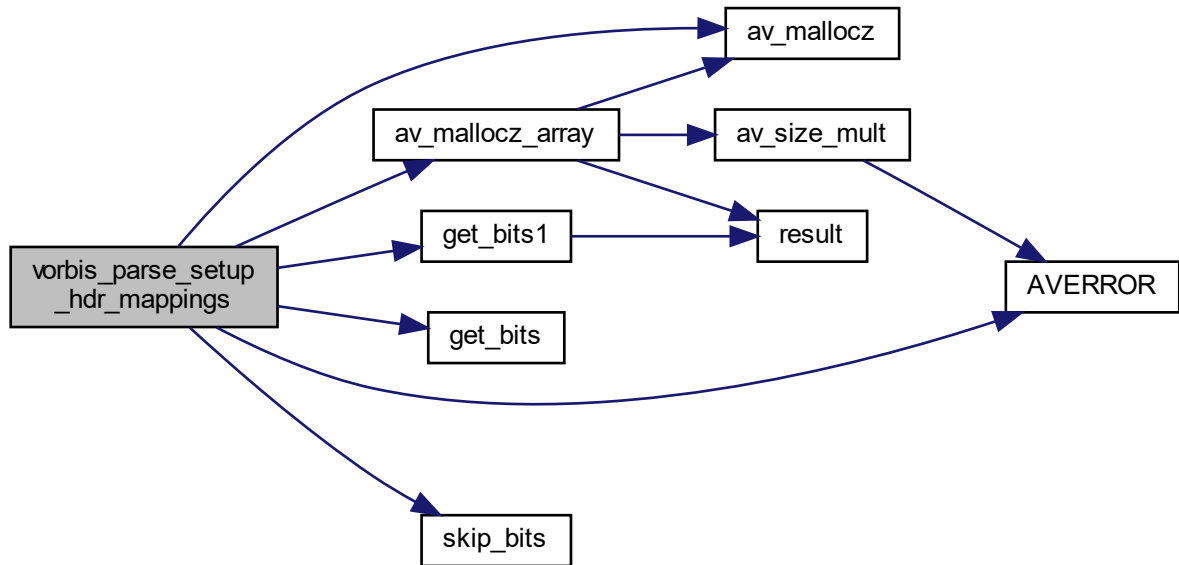 av_mallocz
av_mallocz_array
av_size_mult
get_bits1
result
vorbis_parse_setup
_hdr_mappings
AVERROR
get_bits
skip_bits